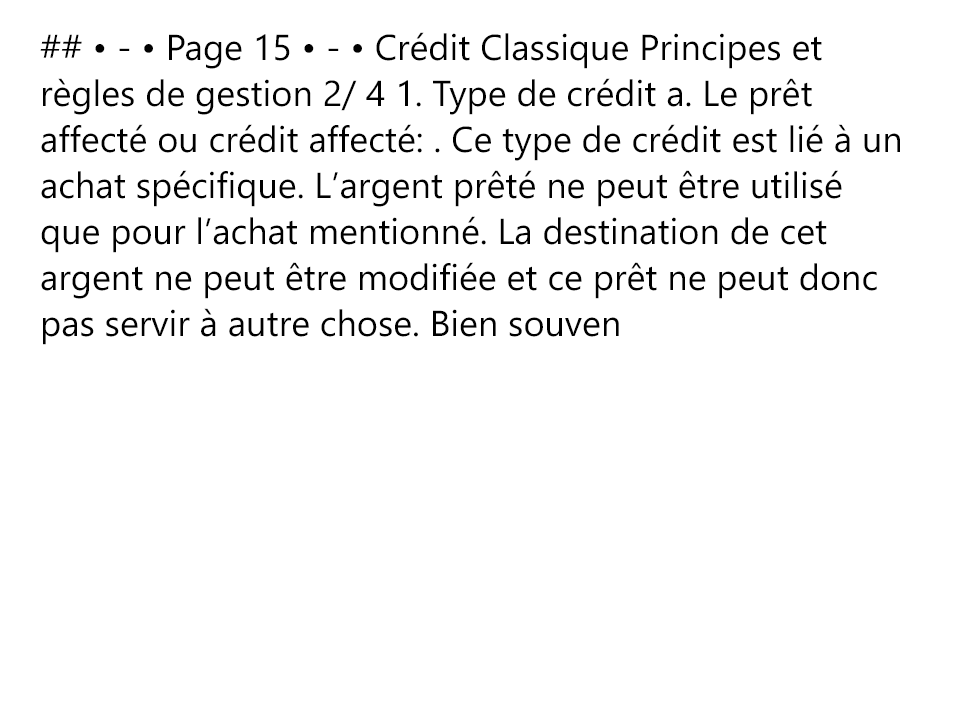 ## • - • Page 15 • - • Crédit Classique Principes et
règles de gestion 2/ 4 1. Type de crédit a. Le prêt
affecté ou crédit affecté: . Ce type de crédit est lié à un
achat spécifique. L’argent prêté ne peut être utilisé
que pour l’achat mentionné. La destination de cet
argent ne peut être modifiée et ce prêt ne peut donc
pas servir à autre chose. Bien souven